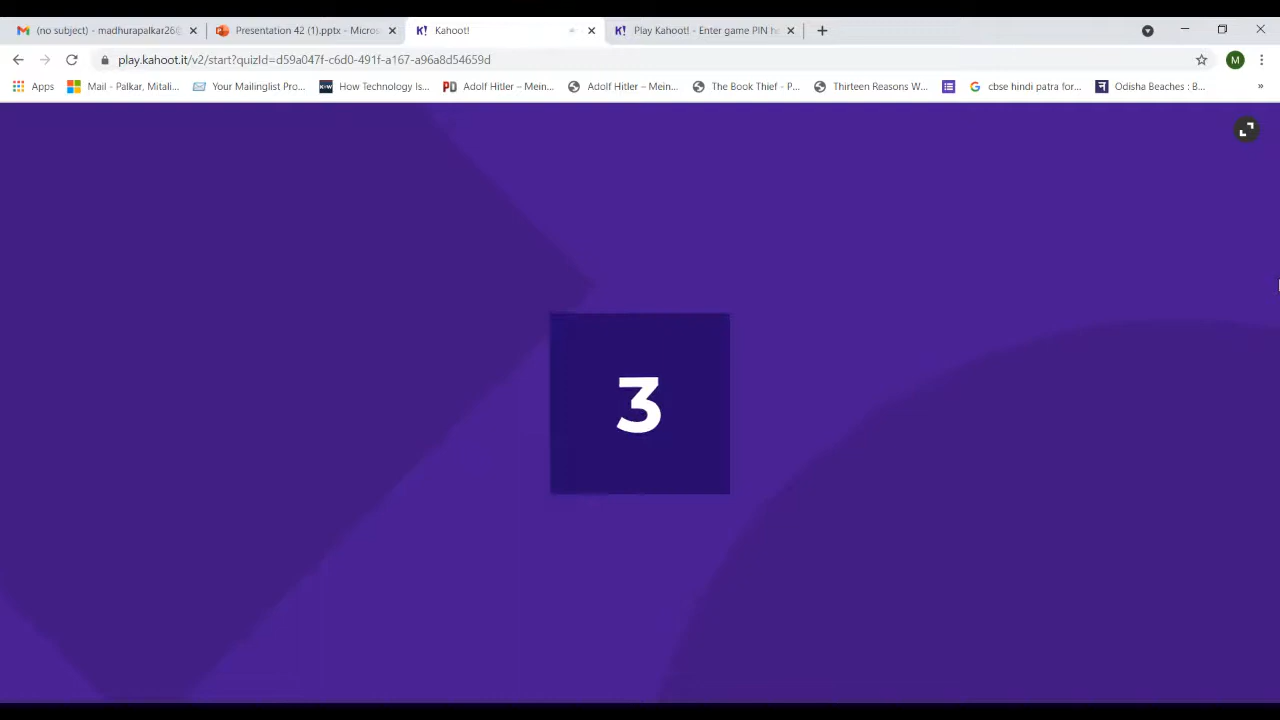 (no subject) - madhurapalkar26@
Presentation 42 (1).pptx - Micros
K! Kahoot!
K! Play Kahoot! - Enter game PIN h
play.kahoot.it/v2/start?quizId=d59a047f-c6d0-491f-a167-a96a8d54659d
M
Apps
Mail - Palkar, Mitali...
Your Mailinglist Pro...
How Technology Is...
PD Adolf Hitler – Mein...
Adolf Hitler – Mein...
The Book Thief - P...
Thirteen Reasons W...
G cbse hindi patra for...
Odisha Beaches : B...
»
3